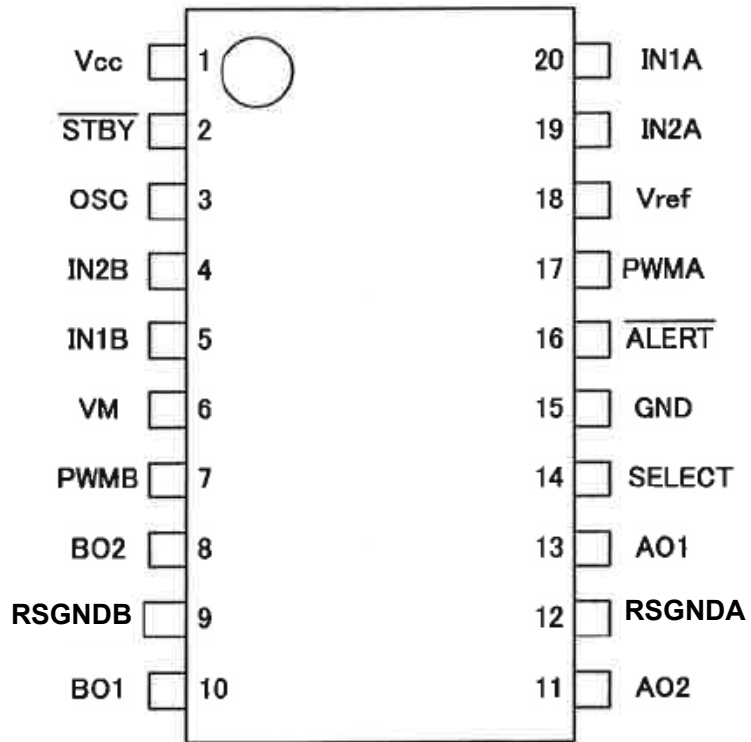 Vcc 1 20 IN1A
STBY 2 19 IN2A
OSC 3 18 Vref
IN2B 4 17 PWMA
IN1B 5 16 ALERT
VM 6 15 GND
PWMB 7 14 SELECT
BO2 8 13 AO1
RSGNDB 9 12 RSGNDA
BO1 10 11 AO2